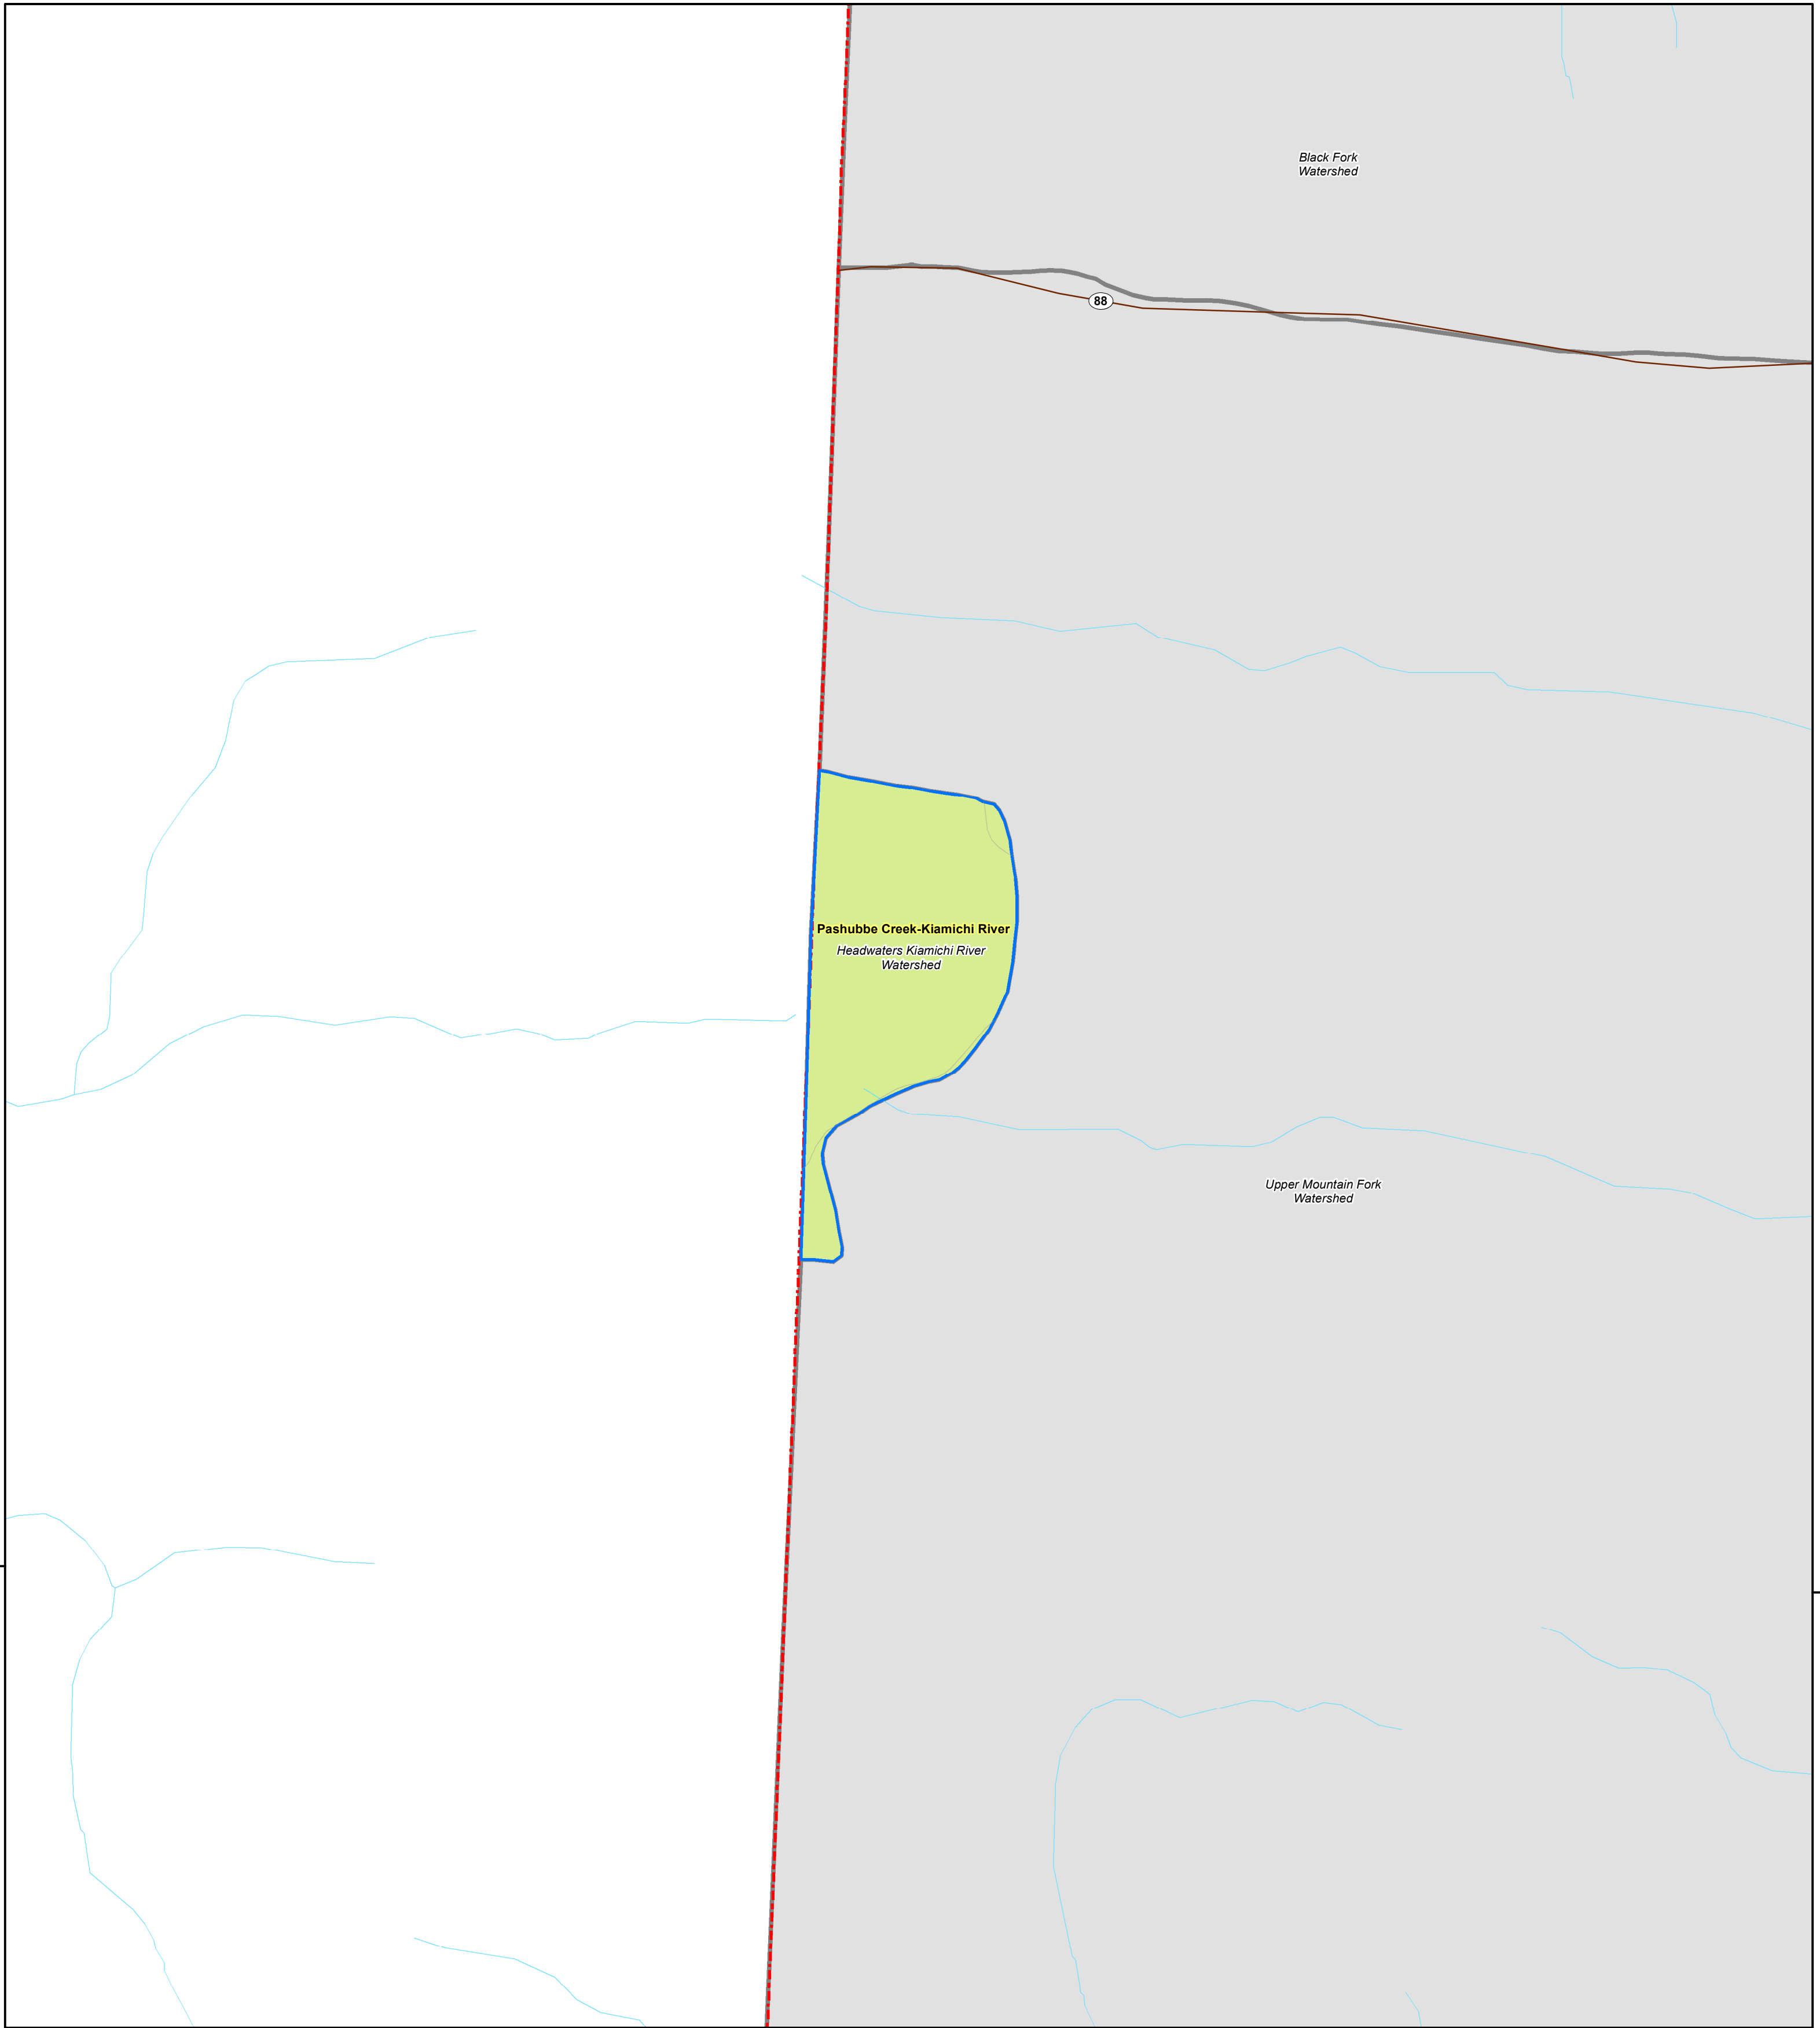 Black Fork
Watershed
88
Pashubbe Creek-Kiamichi River
Headwaters Kiamichi River
Watershed
Upper Mountain Fork
Watershed